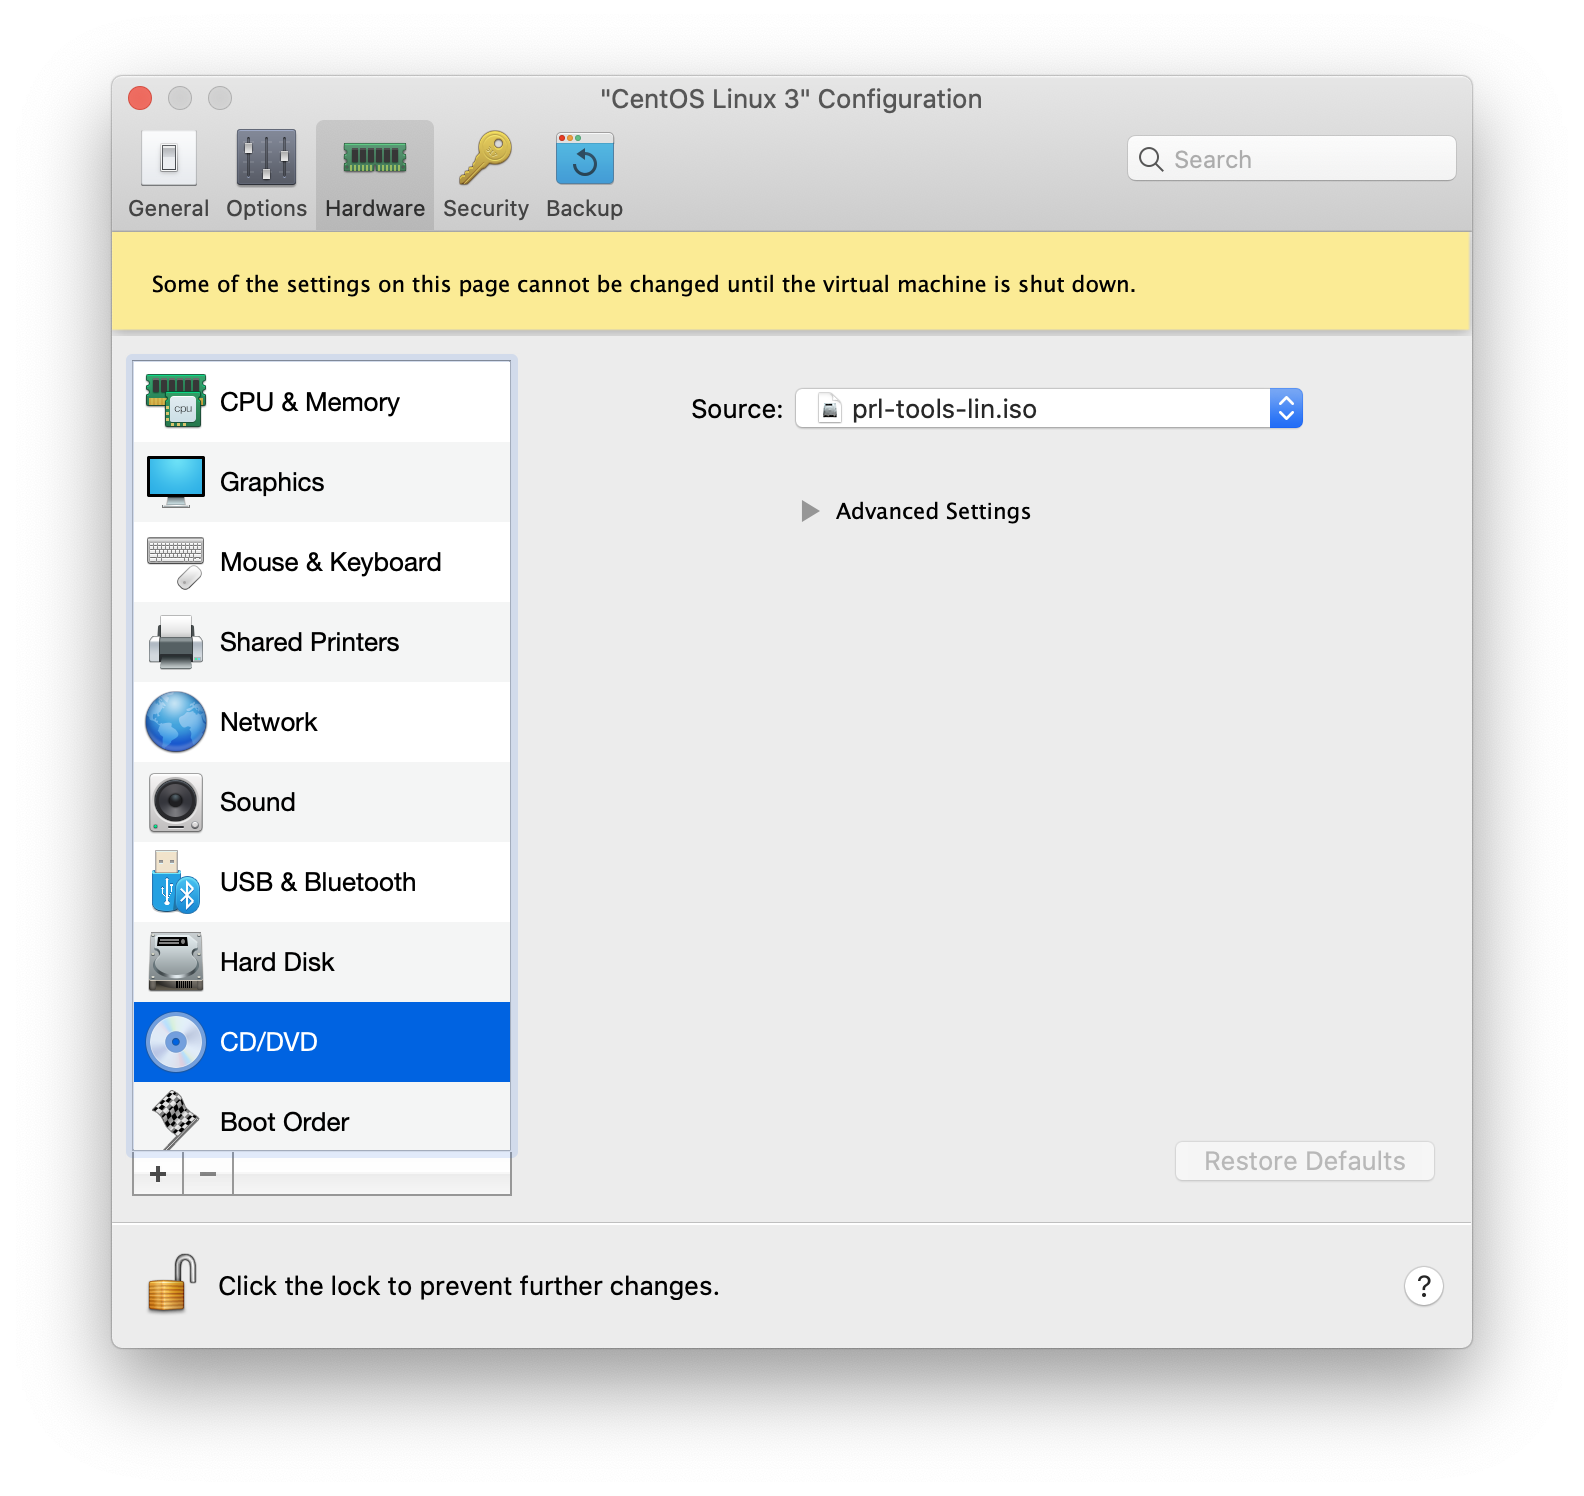 "CentOS Linux 3" Configuration
General Options Hardware Security Backup
Search
Some of the settings on this page cannot be changed until the virtual machine is shut down.
cpu
CPU & Memory
Graphics
Mouse & Keyboard
Shared Printers
Network
Sound
USB & Bluetooth
Hard Disk
CD/DVD
Boot Order
Source: prl-tools-lin.iso
Advanced Settings
Restore Defaults
Click the lock to prevent further changes.
?